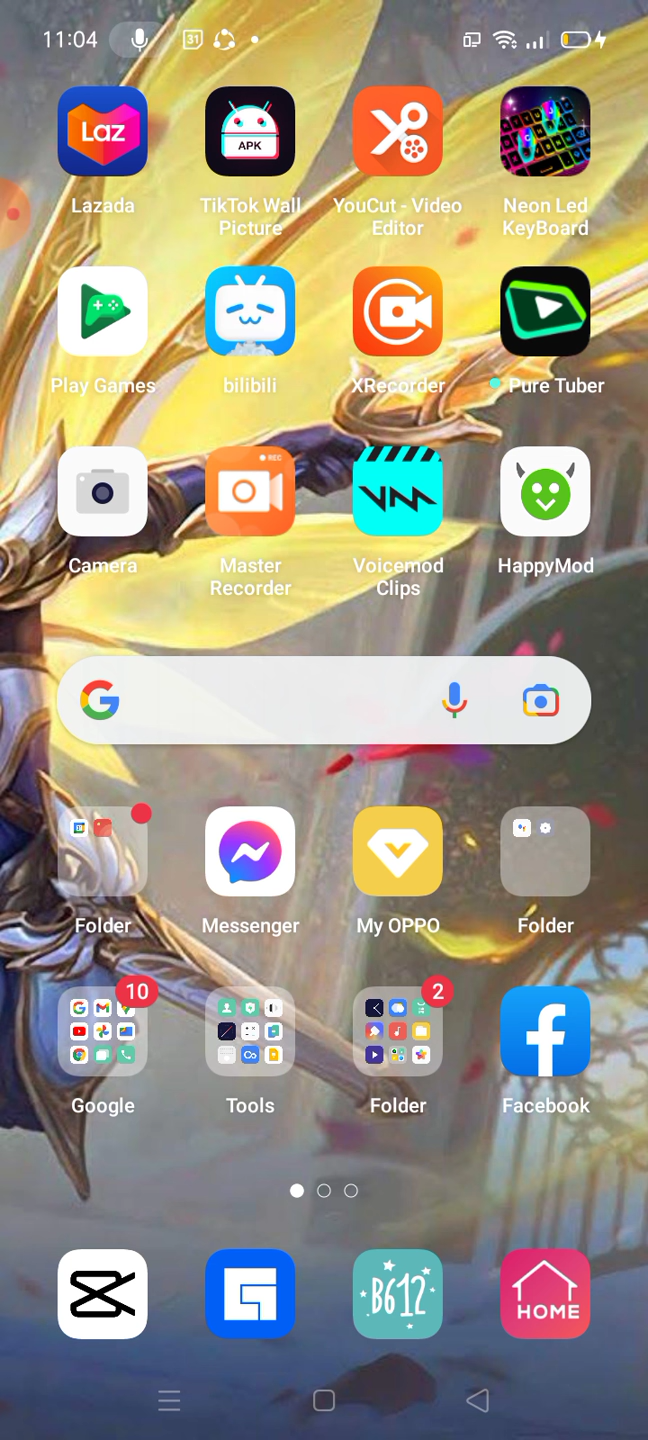 11:04
31
Laz
APK
Lazada
TikTok Wall
Picture
YouCut - Video
Editor
Neon Led
KeyBoard
Play Games
bilibili
XRecorder
Pure Tuber
REC
Camera
Master
Recorder
Voicemod
Clips
HappyMod
Folder
Messenger
My OPPO
Folder
10
2
Google
Tools
Folder
Facebook
B612
HOME